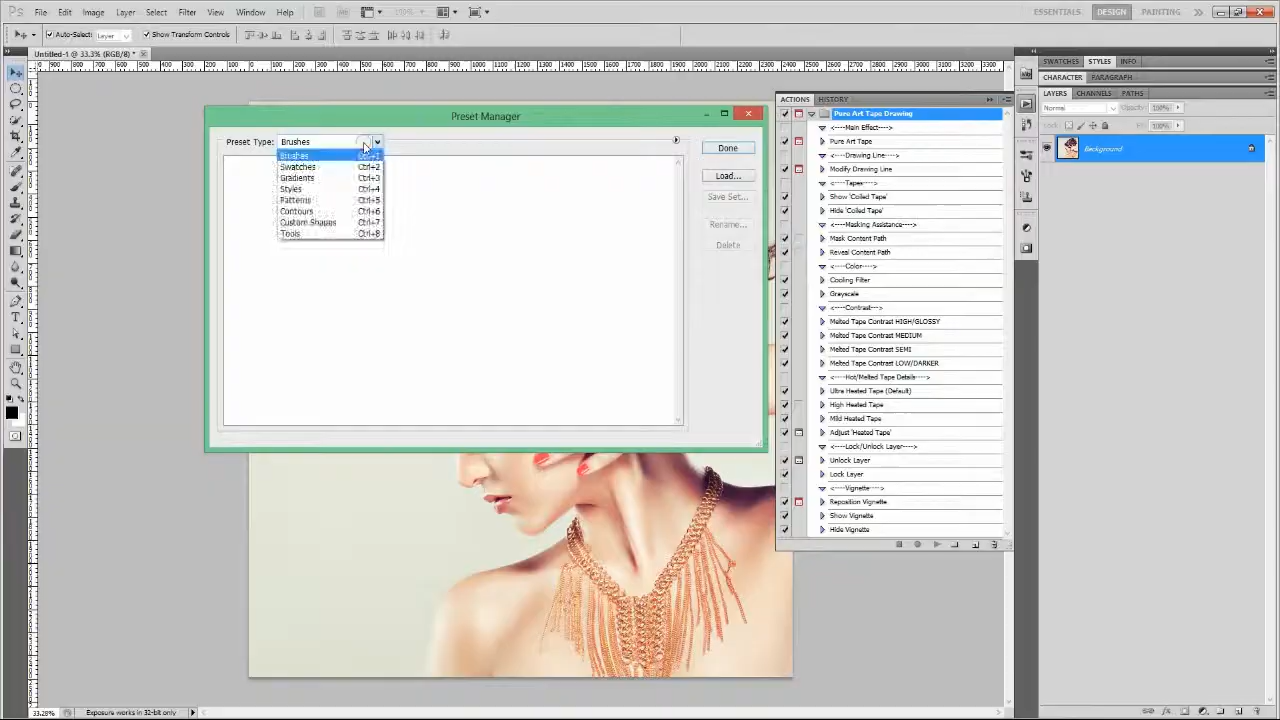 Ps File Edit Image Layer Select Filter View Window Help 100% ESSENTIALS DESIGN PAINTING
Auto-Select: Layer Show Transform Controls
Untitled-1 @ 33.3% (RGB/8) *
Preset Manager
Preset Type: Brushes
Brushes Ctrl+1
Swatches Ctrl+2
Gradients Ctrl+3
Styles Ctrl+4
Patterns Ctrl+5
Contours Ctrl+6
Custom Shapes Ctrl+7
Tools Ctrl+8
Done
Load...
Save Set...
Rename...
Delete
ACTIONS HISTORY
Pure Art Tape Drawing
<----Main Effect--->
Pure Art Tape
<----Drawing Line---->
Modify Drawing Line
<----Tapes---->
Show 'Coiled Tape'
Hide 'Coiled Tape'
<----Masking Assistance---->
Mask Content Path
Reveal Content Path
<----Color---->
Cooling Filter
Grayscale
<----Contrast--->
Melted Tape Contrast HIGH/GLOSSY
Melted Tape Contrast MEDIUM
Melted Tape Contrast SEMI
Melted Tape Contrast LOW/DARKER
<----Hot/Melted Tape Details---->
Ultra Heated Tape (Default)
High Heated Tape
Mild Heated Tape
Adjust 'Heated Tape'
<----Lock/Unlock Layer---->
Unlock Layer
Lock Layer
<----Vignette---->
Reposition Vignette
Show Vignette
Hide Vignette
SWATCHES STYLES INFO
CHARACTER PARAGRAPH
LAYERS CHANNELS PATHS
Normal Opacity: 100%
Lock: Fill: 100%
Background
33.28% Exposure works in 32-bit only